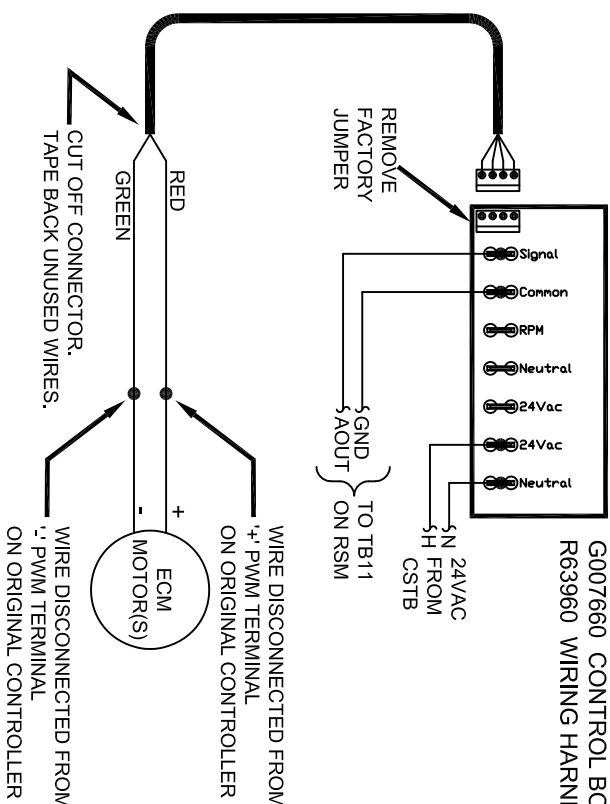 G007660 CONTROL BO
R63960 WIRING HARN
REMOVE
FACTORY
JUMPER
Signal
Common
RPM
Neutral
24Vac
24Vac
Neutral
GND
AOUT
TO TB11
ON RSM
N
H
24VAC
FROM
CSTB
RED
GREEN
CUT OFF CONNECTOR.
TAPE BACK UNUSED WIRES.
+
-
ECM
MOTOR(S)
WIRE DISCONNECTED FROM
'+' PWM TERMINAL
ON ORIGINAL CONTROLLER
WIRE DISCONNECTED FROM
'-' PWM TERMINAL
ON ORIGINAL CONTROLLER